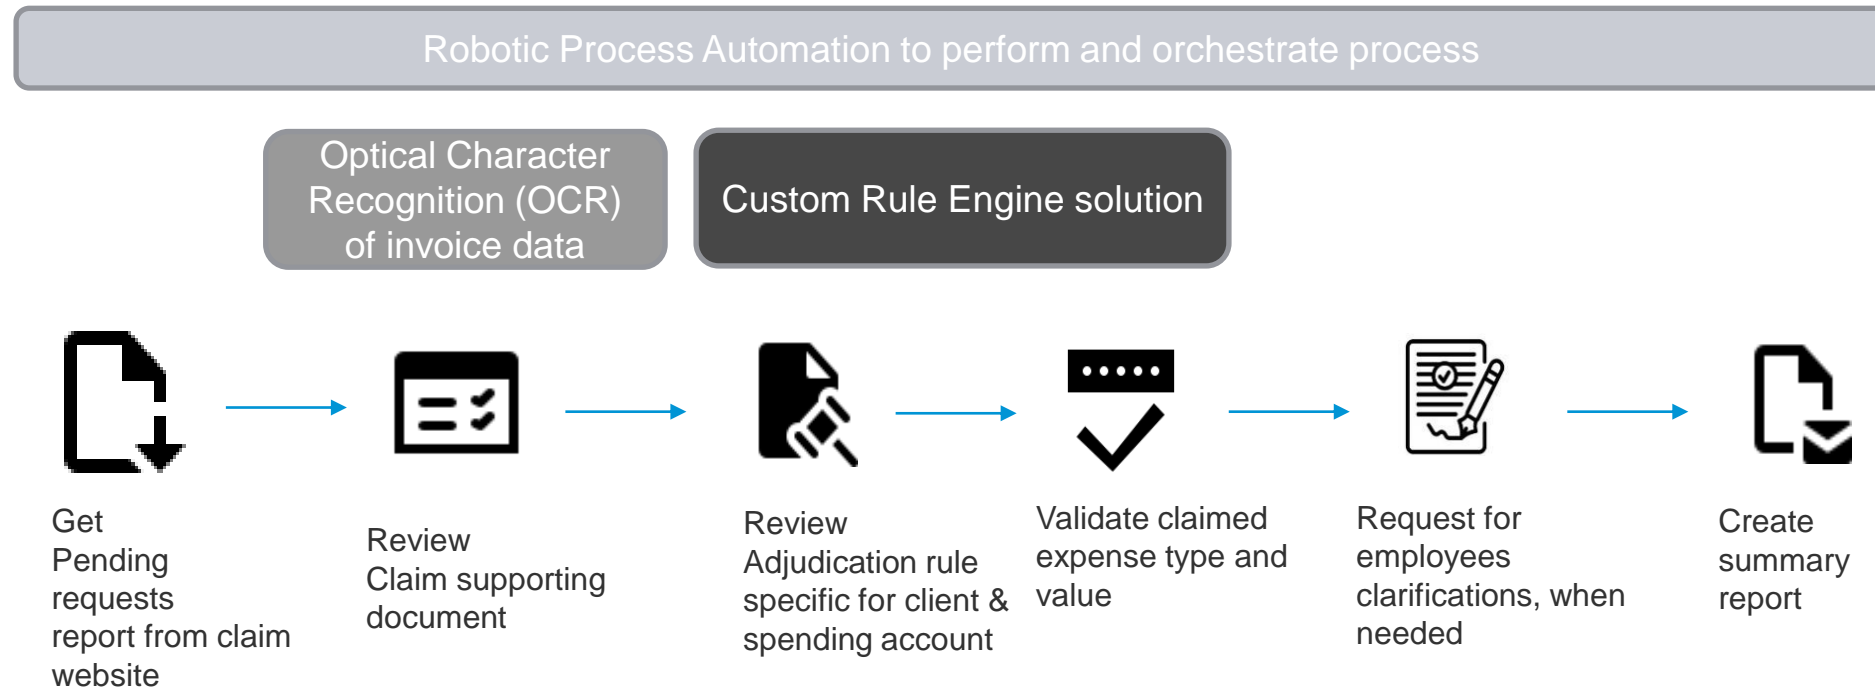 Robotic Process Automation to perform and orchestrate process
Optical Character
Recognition (OCR)
of invoice data
Custom Rule Engine solution
Get
Pending
requests
report from claim
website
Review
Claim supporting
document
Review
Adjudication rule
specific for client &
spending account
Validate claimed
expense type and
value
Request for
employees
clarifications, when
needed
Create
summary
report